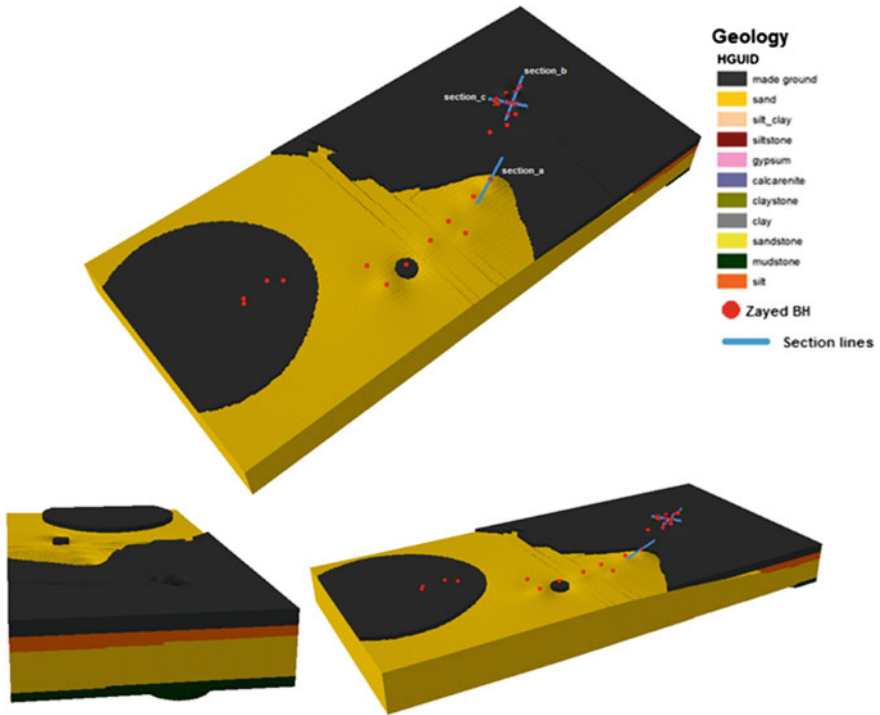 Geology
HGUID
made ground
sand
silt_clay
siltstone
gypsum
calcarenite
claystone
clay
sandstone
mudstone
silt
Zayed BH
Section lines
section_b
section_c
section_a